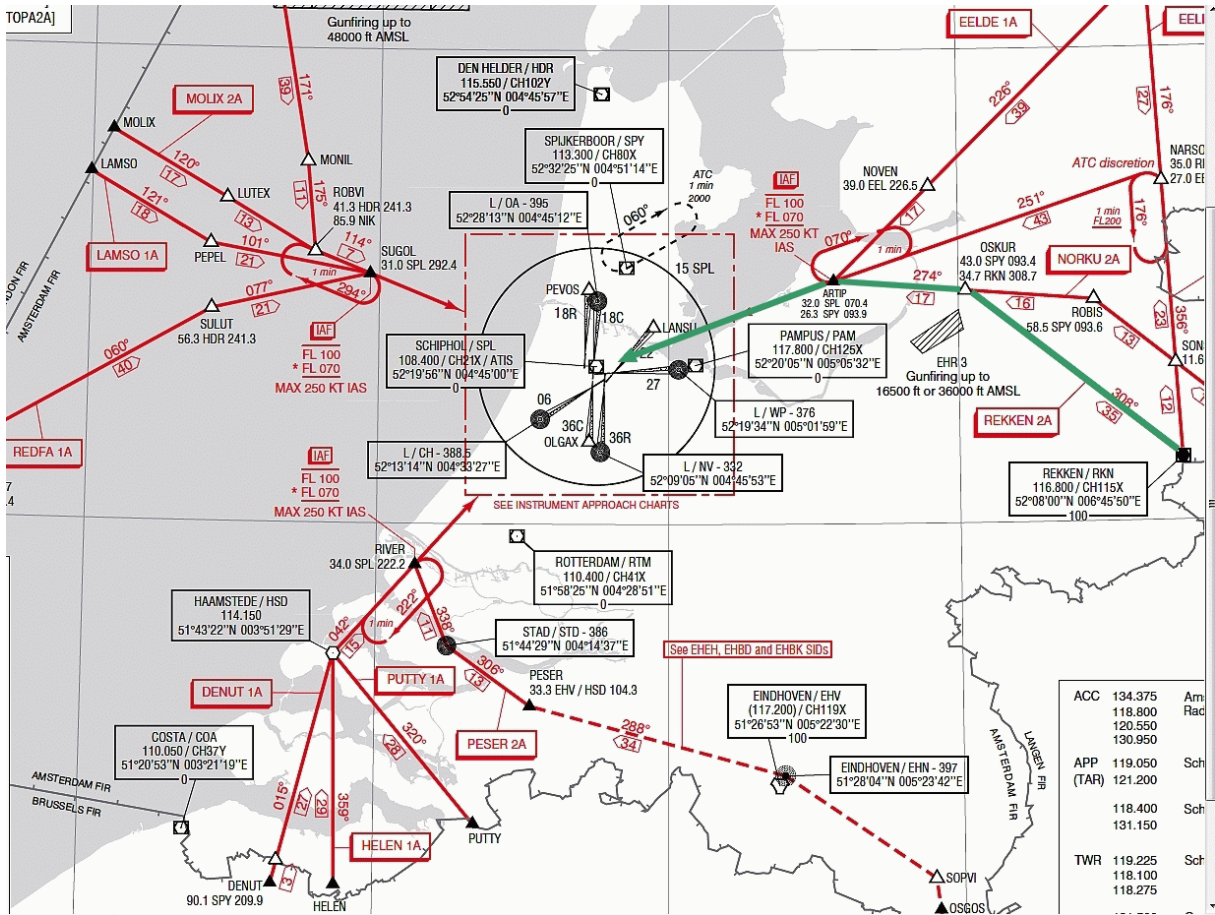 TOPA2A]
Gunfiring up to
48000 ft AMSL
EELDE 1A
EEL
171°
39
DEN HELDER / HDR
115.550 / CH102Y
52°54'25"N 004°45'57"E
0
226°
39
176°
27
MOLIX 2A
MOLIX
LAMSO
120°
17
LUTEX
13
MONIL
175°
11
ROBVI
41.3 HDR 241.3
85.9 NIK
SPIJKERBOOR / SPY
113.300 / CH80X
52°32'25"N 004°51'14"E
0
ATC
1 min
2000
060°
IAF
FL 100
* FL 070
MAX 250 KT
IAS
NOVEN
39.0 EEL 226.5
17
ATC discretion
NARSO
35.0 R
27.0 E
121°
18
LAMSO 1A
PEPEL
101°
21
114°
7
SUGOL
31.0 SPL 292.4
1 min
294°
L / OA - 395
52°28'13"N 004°45'12"E
15 SPL
070°
1 min
251°
43
176°
1 min
FL200
OSKUR
43.0 SPY 093.4
34.7 RKN 308.7
NORKU 2A
LONDON FIR
AMSTERDAM FIR
077°
21
SULUT
56.3 HDR 241.3
060°
40
REDFA 1A
IAF
FL 100
* FL 070
MAX 250 KT IAS
PEVOS
18R
18C
LANSU
22
ARTIP
32.0 SPL 070.4
26.3 SPY 093.9
274°
17
16
ROBIS
58.5 SPY 093.6
13
23
356°
SON
11.6
12
SCHIPHOL / SPL
108.400 / CH21X / ATIS
52°19'56"N 004°45'00"E
0
PAMPUS / PAM
117.800 / CH125X
52°20'05"N 005°05'32"E
0
EHR 3
Gunfiring up to
16500 ft or 36000 ft AMSL
308°
35
REKKEN 2A
27
06
L / WP - 376
52°19'34"N 005°01'59"E
36C
OLGAX
36R
L / CH - 388.5
52°13'14"N 004°33'27"E
L / NV - 332
52°09'05"N 004°45'53"E
REKKEN / RKN
116.800 / CH115X
52°08'00"N 006°45'50"E
100
IAF
FL 100
* FL 070
MAX 250 KT IAS
SEE INSTRUMENT APPROACH CHARTS
RIVER
34.0 SPL 222.2
ROTTERDAM / RTM
110.400 / CH41X
51°58'25"N 004°28'51"E
0
HAAMSTEDE / HSD
114.150
51°43'22"N 003°51'29"E
042°
15
1 min
222°
338°
11
STAD / STD - 386
51°44'29"N 004°14'37"E
306°
13
PESER
33.3 EHV / HSD 104.3
See EHEH, EHBD and EHBK SIDs
DENUT 1A
PUTTY 1A
PESER 2A
288°
34
EINDHOVEN / EHV
(117.200) / CH119X
51°26'53"N 005°22'30"E
100
EINDHOVEN / EHN - 397
51°28'04"N 005°23'42"E
COSTA / COA
110.050 / CH37Y
51°20'53"N 003°21'19"E
0
320°
28
AMSTERDAM FIR
BRUSSELS FIR
015°
27
29
359°
HELEN 1A
PUTTY
3
DENUT
90.1 SPY 209.9
HELEN
LANGEN FIR
AMSTERDAM FIR
SOPVI
OSGOS
ACC 134.375 Ams
118.800 Rad
120.550
130.950
APP 119.050 Sch
(TAR) 121.200
118.400 Sch
131.150
TWR 119.225 Sch
118.100
118.275